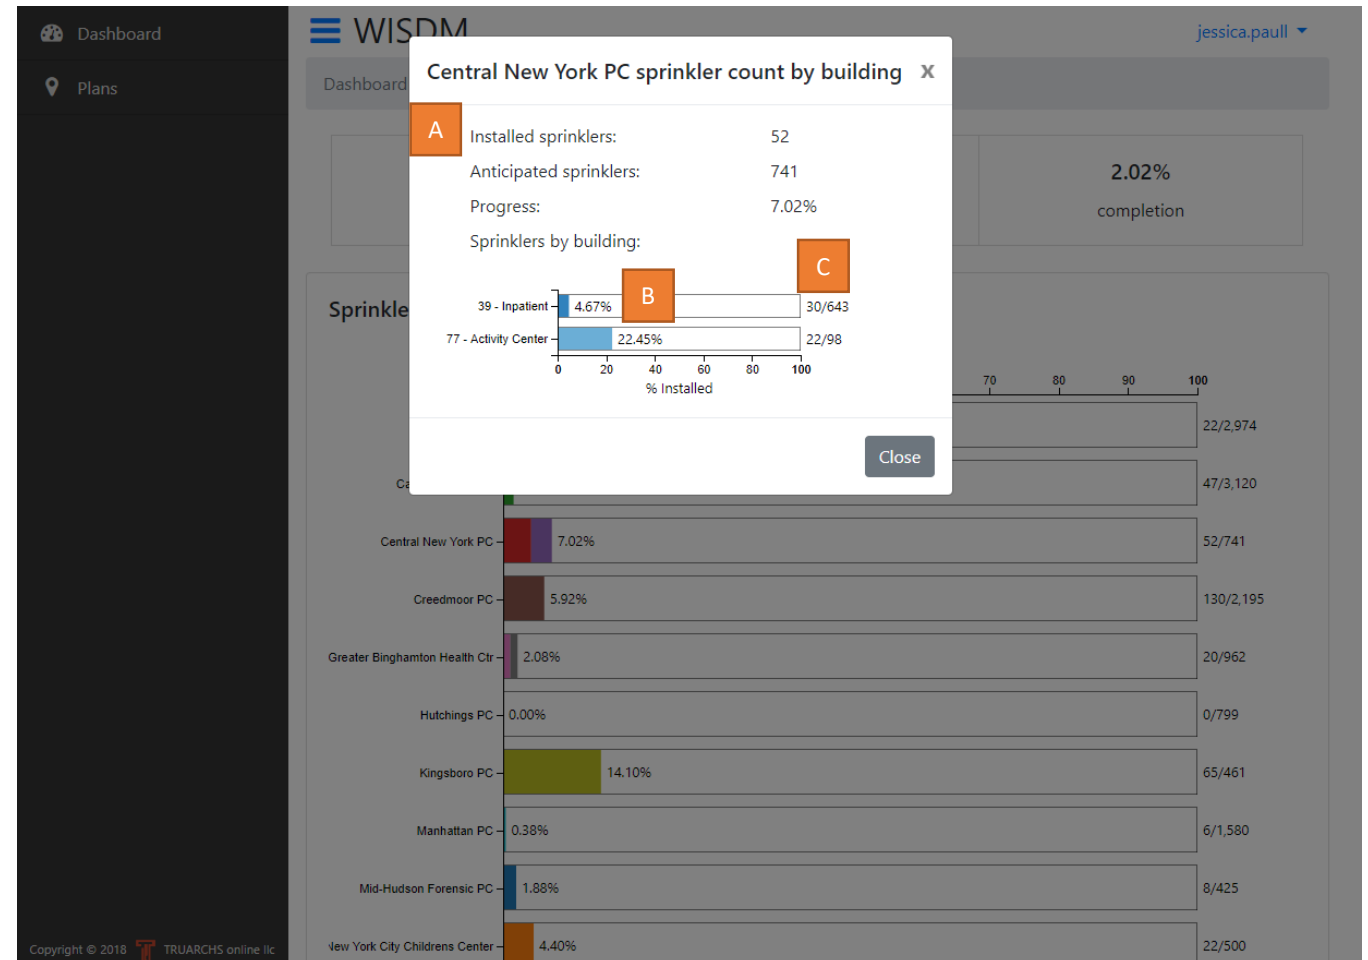 Dashboard
WISDM
jessica.paull
Plans
Dashboard
Central New York PC sprinkler count by building x
A
Installed sprinklers: 52
Anticipated sprinklers: 741
Progress: 7.02%
Sprinklers by building:
2.02%
completion
C
B
39 - Inpatient 4.67% 30/643
77 - Activity Center 22.45% 22/98
0 20 40 60 80 100
% Installed
Close
Sprinkle
70 80 90 100
22/2,974
Ca 47/3,120
Central New York PC 7.02% 52/741
Creedmoor PC 5.92% 130/2,195
Greater Binghamton Health Ctr 2.08% 20/962
Hutchings PC 0.00% 0/799
Kingsboro PC 14.10% 65/461
Manhattan PC 0.38% 6/1,580
Mid-Hudson Forensic PC 1.88% 8/425
New York City Childrens Center 4.40% 22/500
Copyright © 2018 TRUARCHS online llc